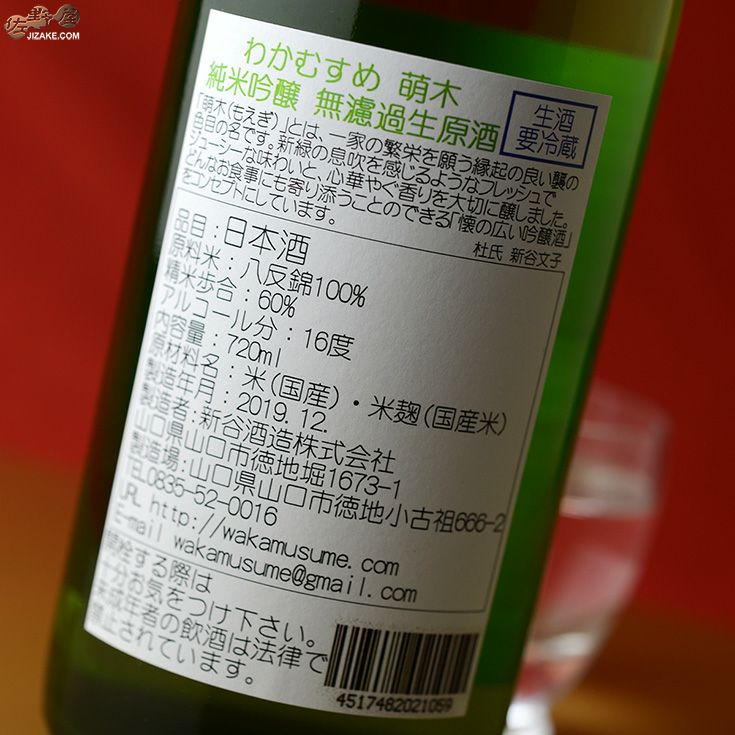 佐野屋
JIZAKE.COM
わかむすめ 萌木
純米吟醸 無濾過生原酒
生酒
要冷蔵
「萌木(もえぎ)」とは、一家の繁栄を願う縁起の良い襲の
色目の名です。新緑の息吹を感じるようなフレッシュで
ジューシーな味わいと、心華やぐ香りを大切に醸しました。
どんなお食事にも寄り添うことのできる「懐の広い吟醸酒」
をコンセプトにしています。
杜氏 新谷文子
品目:日本酒
原料米:八反錦100%
精米歩合:60%
アルコール分:16度
内容量:720ml
原材料名:米(国産)・米麹(国産米)
製造年月:2019.12.
製造者:新谷酒造株式会社
山口県山口市徳地堀1673-1
製造場:山口県山口市徳地小古祖666-2
TEL0835-52-0016
URL http://wakamusume.com
E-mail wakamusume@gmail.com
開栓する際は
十分お気をつけ下さい。
未成年者の飲酒は法律で
禁止されています。
4517482021059